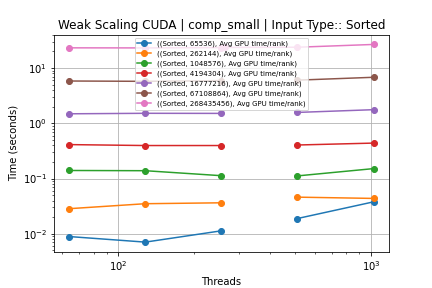 Weak Scaling CUDA | comp_small | Input Type:: Sorted
((Sorted, 65536), Avg GPU time/rank)
((Sorted, 262144), Avg GPU time/rank)
((Sorted, 1048576), Avg GPU time/rank)
((Sorted, 4194304), Avg GPU time/rank)
((Sorted, 16777216), Avg GPU time/rank)
((Sorted, 67108864), Avg GPU time/rank)
((Sorted, 268435456), Avg GPU time/rank)
Time (seconds)
10¹
10⁰
10⁻¹
10⁻²
10² 10³
Threads